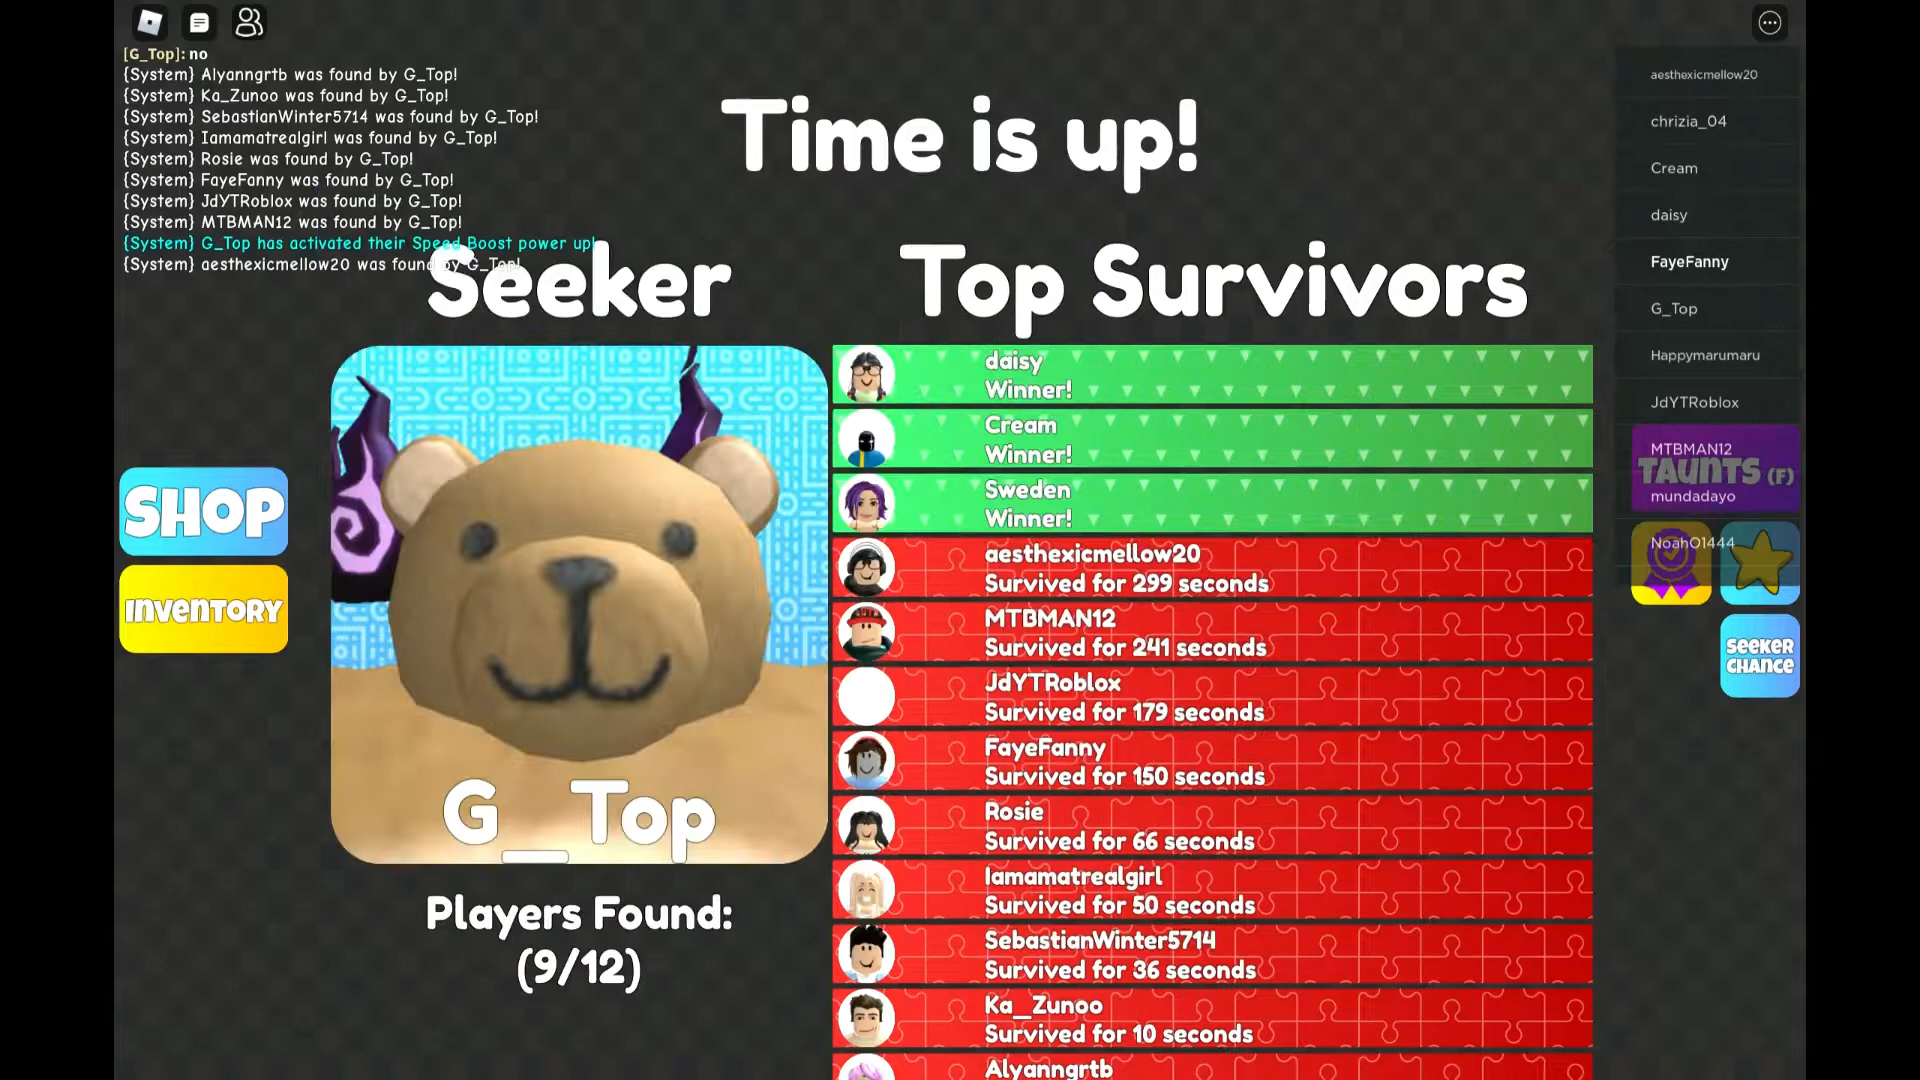 [G_Top]: no
{System} Alyanngrtb was found by G_Top!
{System} Ka_Zunoo was found by G_Top!
{System} SebastianWinter5714 was found by G_Top!
{System} Iamamatrealgirl was found by G_Top!
{System} Rosie was found by G_Top!
{System} FayeFanny was found by G_Top!
{System} JdYTRoblox was found by G_Top!
{System} MTBMAN12 was found by G_Top!
{System} G_Top has activated their Speed Boost power up!
{System} aesthexicmellow20 was found by G_Top!
Time is up!
Seeker
Top Survivors
SHOP
INVENTORY
G_Top
Players Found:
(9/12)
daisy
Winner!
Cream
Winner!
Sweden
Winner!
aesthexicmellow20
Survived for 299 seconds
MTBMAN12
Survived for 241 seconds
JdYTRoblox
Survived for 179 seconds
FayeFanny
Survived for 150 seconds
Rosie
Survived for 66 seconds
Iamamatrealgirl
Survived for 50 seconds
SebastianWinter5714
Survived for 36 seconds
Ka_Zunoo
Survived for 10 seconds
Alyanngrtb
aesthexicmellow20
chrizia_04
Cream
daisy
FayeFanny
G_Top
Happymarumaru
JdYTRoblox
MTBMAN12
TAUNTS (F)
mundadayo
NoahO1444
SEEKER
CHANCE